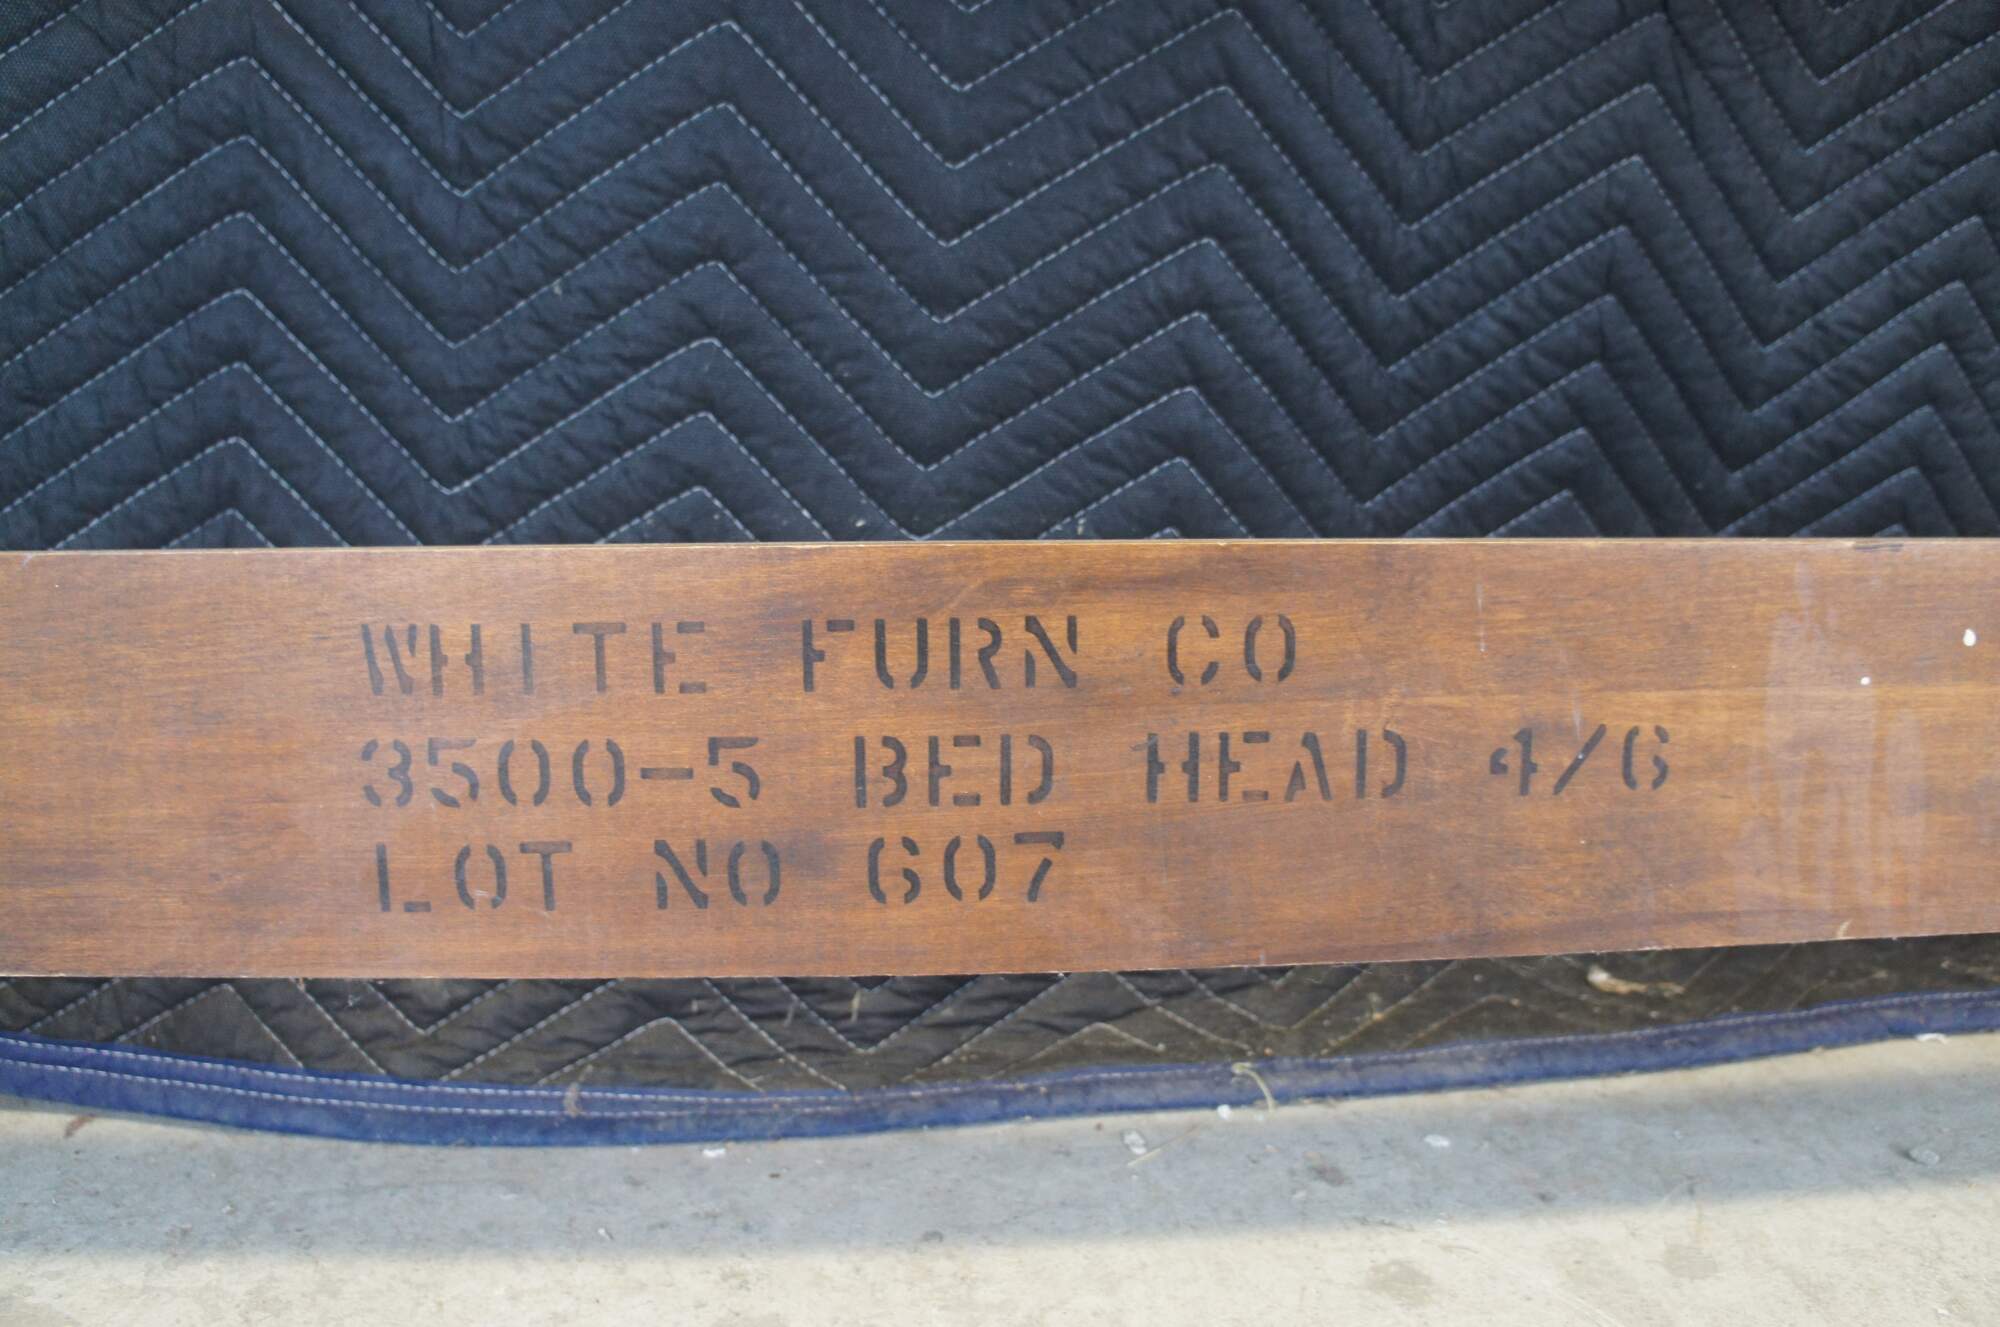 WHITE FURN CO
3500-5 BED HEAD 4/6
LOT NO 607